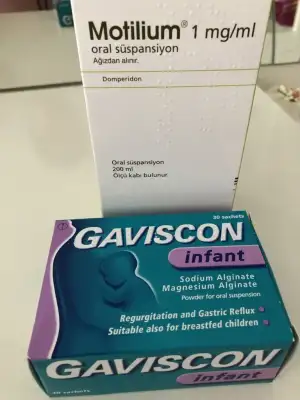 Motilium® 1 mg/ml
oral süspansiyon
Ağızdan alınır.
Domperidon
Oral süspansiyon
200 ml
Ölçü kabı bulunur
30 sachets
GAVISCON
infant
Sodium Alginate
Magnesium Alginate
Powder for oral suspension
Regurgitation and Gastric Reflux
Suitable also for breastfed children
GAVISCON
30 sachets
infant